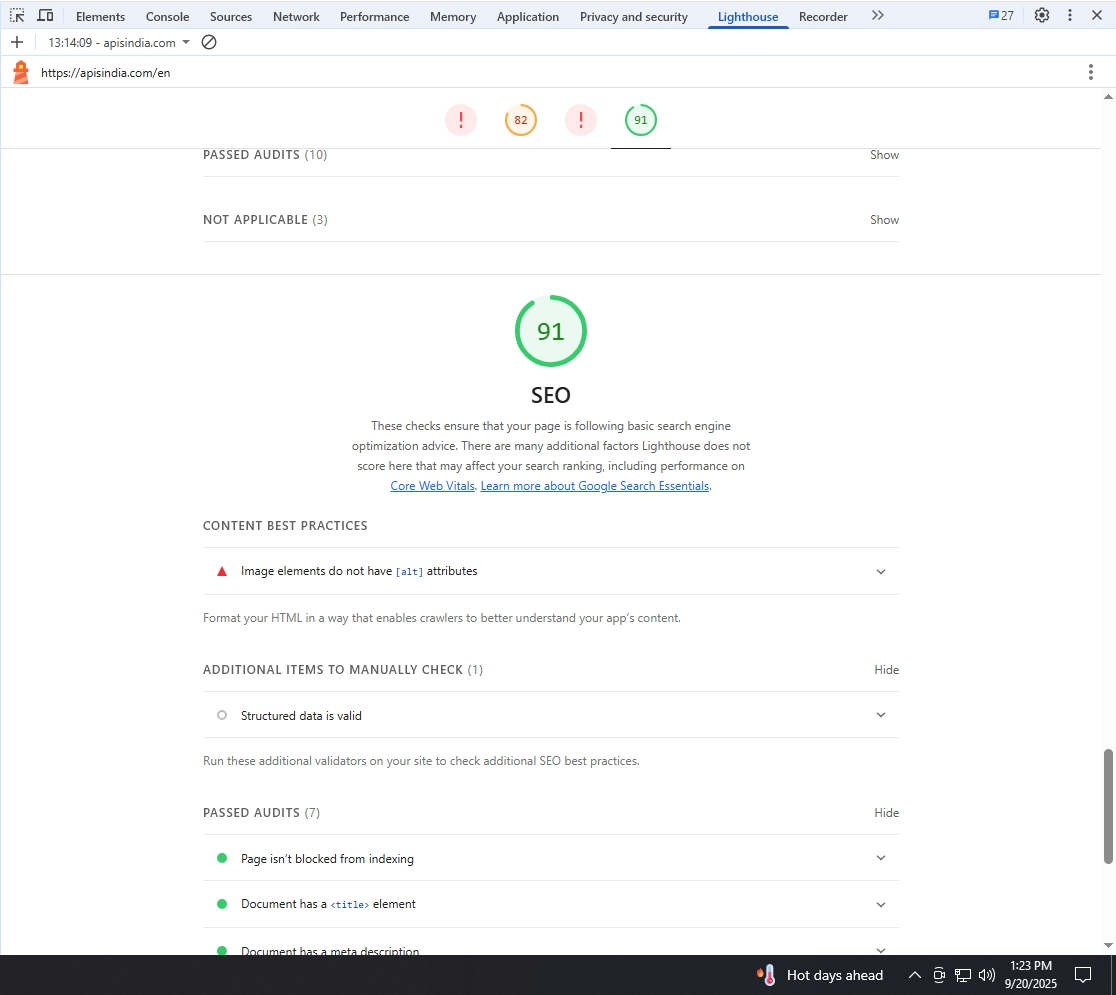 Elements Console Sources Network Performance Memory Application Privacy and security Lighthouse Recorder 27
13:14:09 - apisindia.com
https://apisindia.com/en
! 82 ! 91
PASSED AUDITS (10) Show
NOT APPLICABLE (3) Show
91
SEO
These checks ensure that your page is following basic search engine
optimization advice. There are many additional factors Lighthouse does not
score here that may affect your search ranking, including performance on
Core Web Vitals. Learn more about Google Search Essentials.
CONTENT BEST PRACTICES
Image elements do not have [alt] attributes
Format your HTML in a way that enables crawlers to better understand your app's content.
ADDITIONAL ITEMS TO MANUALLY CHECK (1) Hide
Structured data is valid
Run these additional validators on your site to check additional SEO best practices.
PASSED AUDITS (7) Hide
Page isn't blocked from indexing
Document has a <title> element
Document has a meta description
Hot days ahead
1:23 PM
9/20/2025